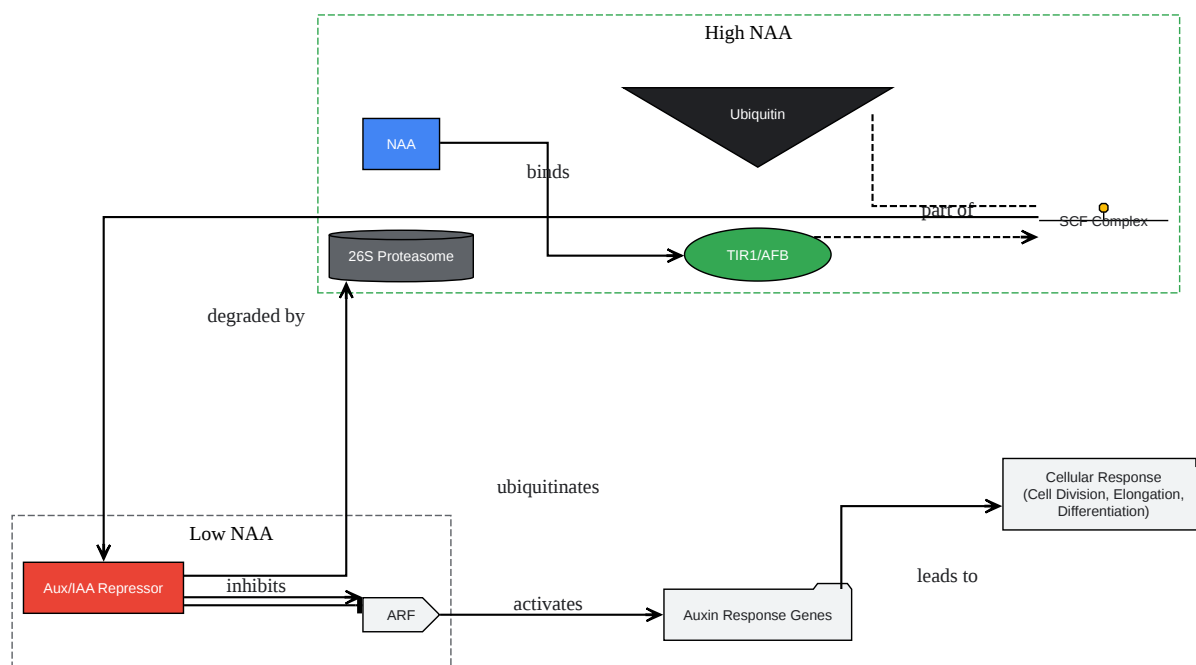 High NAA
Ubiquitin
NAA
binds
part of
SCF Complex
26S Proteasome
TIR1/AFB
degraded by
ubiquitinates
Low NAA
Cellular Response
(Cell Division, Elongation,
Differentiation)
Aux/IAA Repressor
inhibits
leads to
ARF
activates
Auxin Response Genes